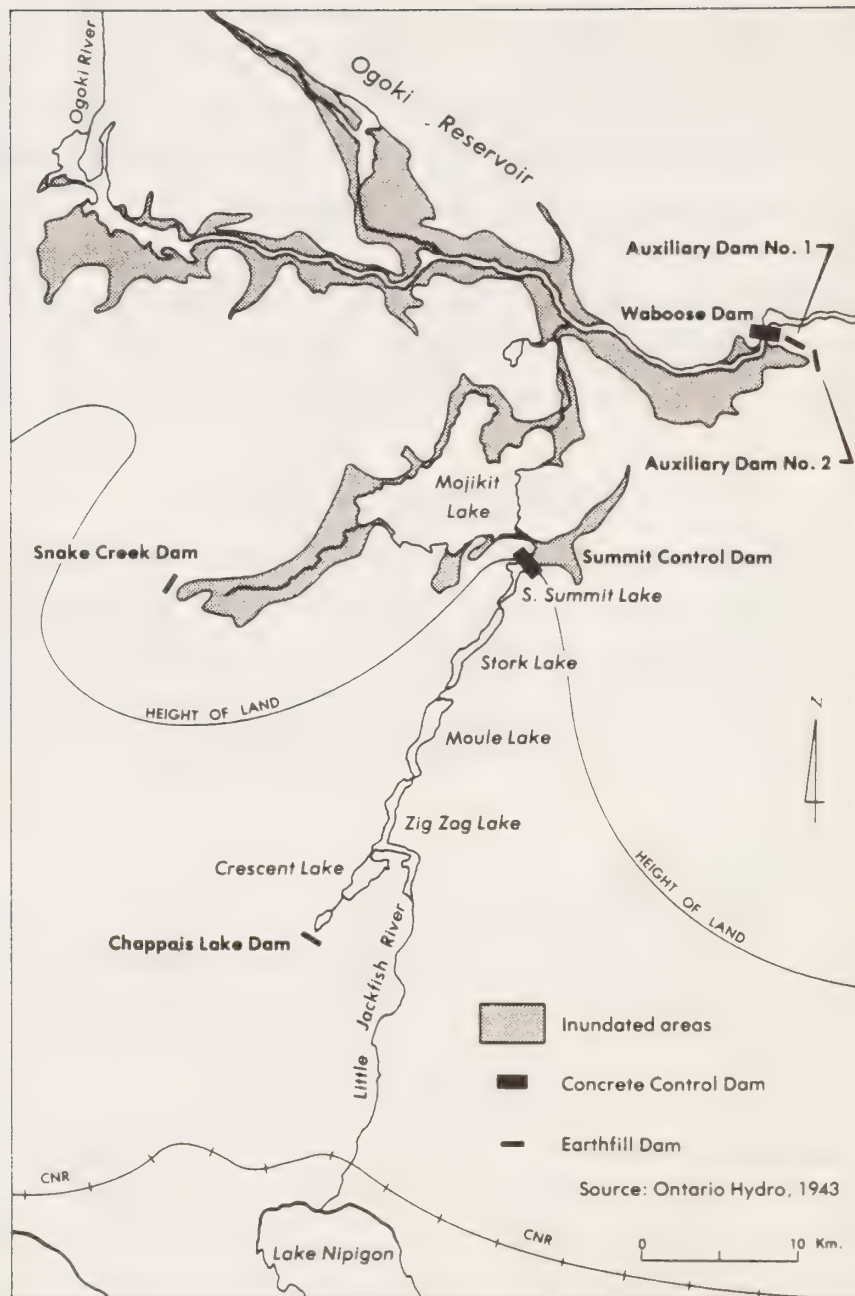 Ogoki River
Ogoki
Reservoir
Auxiliary Dam No. 1
Waboose Dam
Auxiliary Dam No. 2
Mojikit
Lake
Snake Creek Dam
Summit Control Dam
S. Summit Lake
Stork Lake
HEIGHT OF LAND
Moule Lake
N
Zig Zag Lake
Crescent Lake
HEIGHT OF LAND
Chappais Lake Dam
Little Jackfish River
Inundated areas
Concrete Control Dam
Earthfill Dam
CNR
Source: Ontario Hydro, 1943
CNR
Lake Nipigon
0 10 Km.